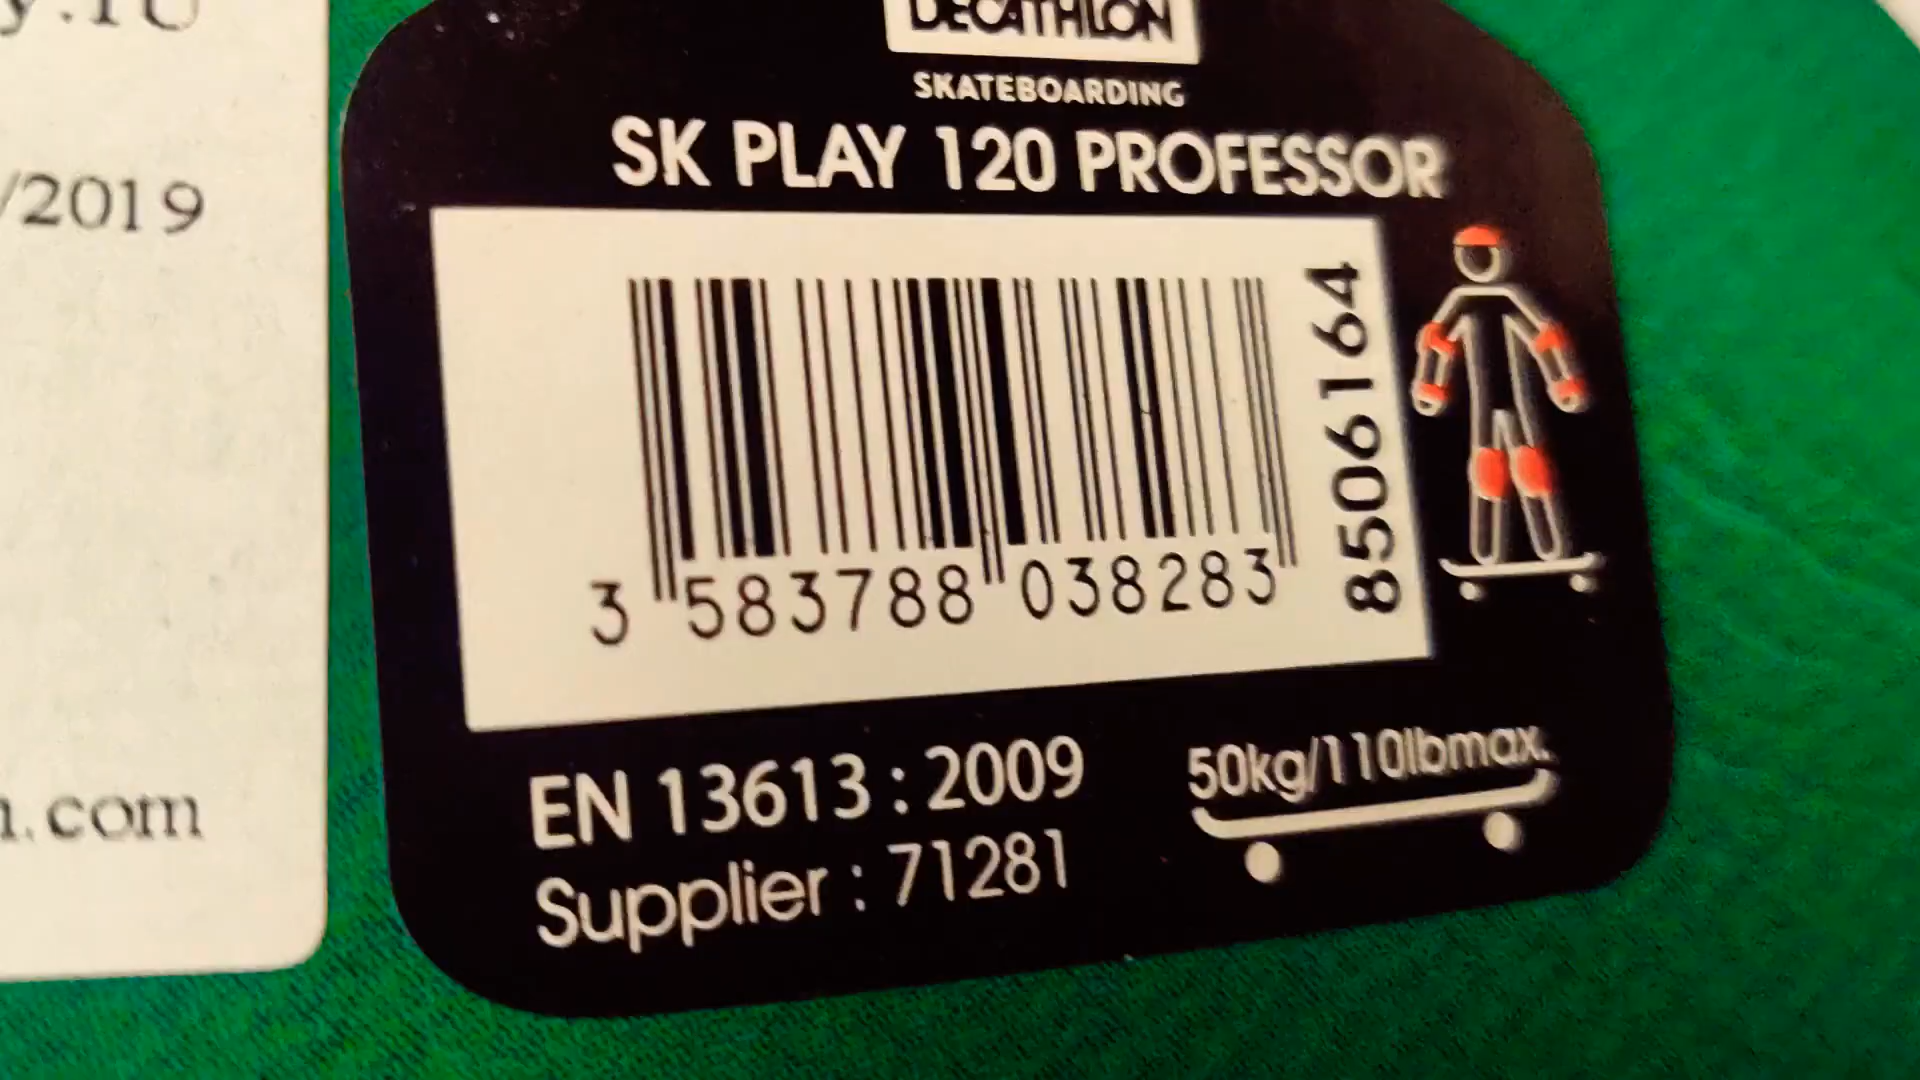 /2019
.com
DECATHLON
SKATEBOARDING
SK PLAY 120 PROFESSOR
3 583788 038283
8506164
EN 13613 : 2009
Supplier : 71281
50kg/110lbmax.